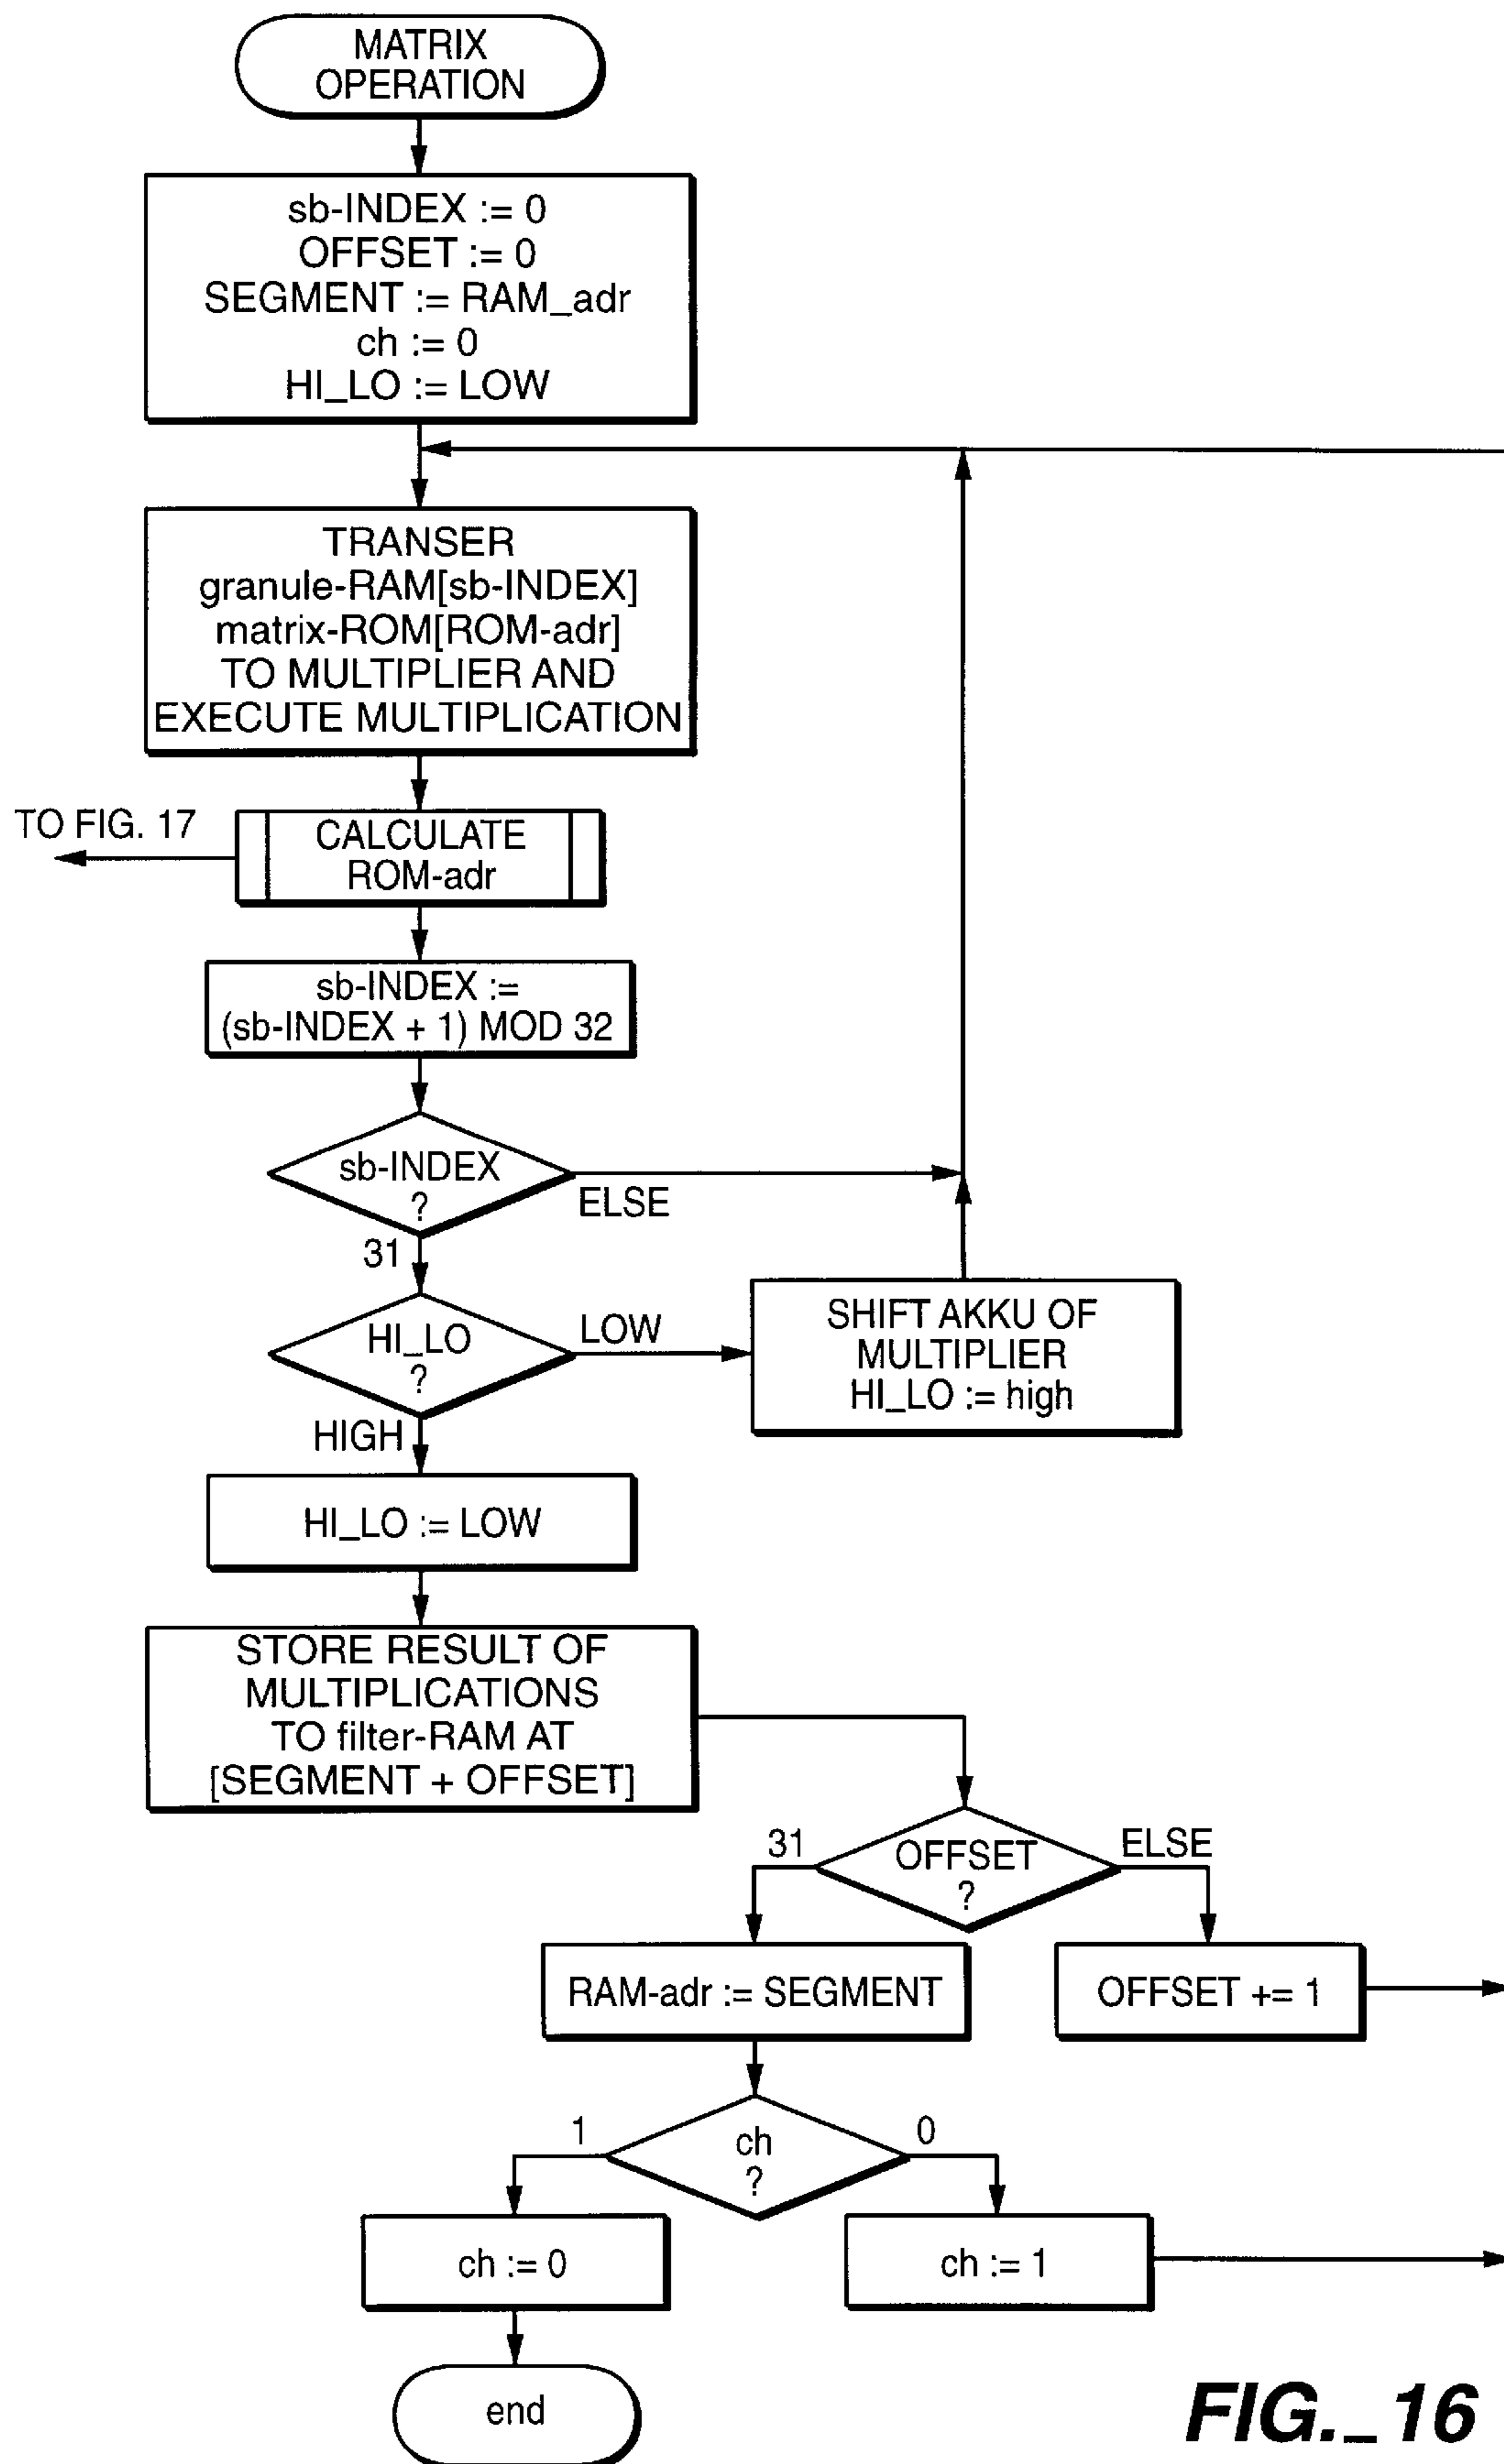 MATRIX
OPERATION
sb-INDEX := 0
OFFSET := 0
SEGMENT := RAM_adr
ch := 0
HI_LO := LOW
TRANSER
granule-RAM[sb-INDEX]
matrix-ROM[ROM-adr]
TO MULTIPLIER AND
EXECUTE MULTIPLICATION
TO FIG. 17
CALCULATE
ROM-adr
sb-INDEX :=
(sb-INDEX + 1) MOD 32
sb-INDEX
?
ELSE
31
HI_LO
?
LOW
SHIFT AKKU OF
MULTIPLIER
HI_LO := high
HIGH
HI_LO := LOW
STORE RESULT OF
MULTIPLICATIONS
TO filter-RAM AT
[SEGMENT + OFFSET]
31
OFFSET
?
ELSE
RAM-adr := SEGMENT
OFFSET += 1
1
ch
?
0
ch := 0
ch := 1
end
FIG._16